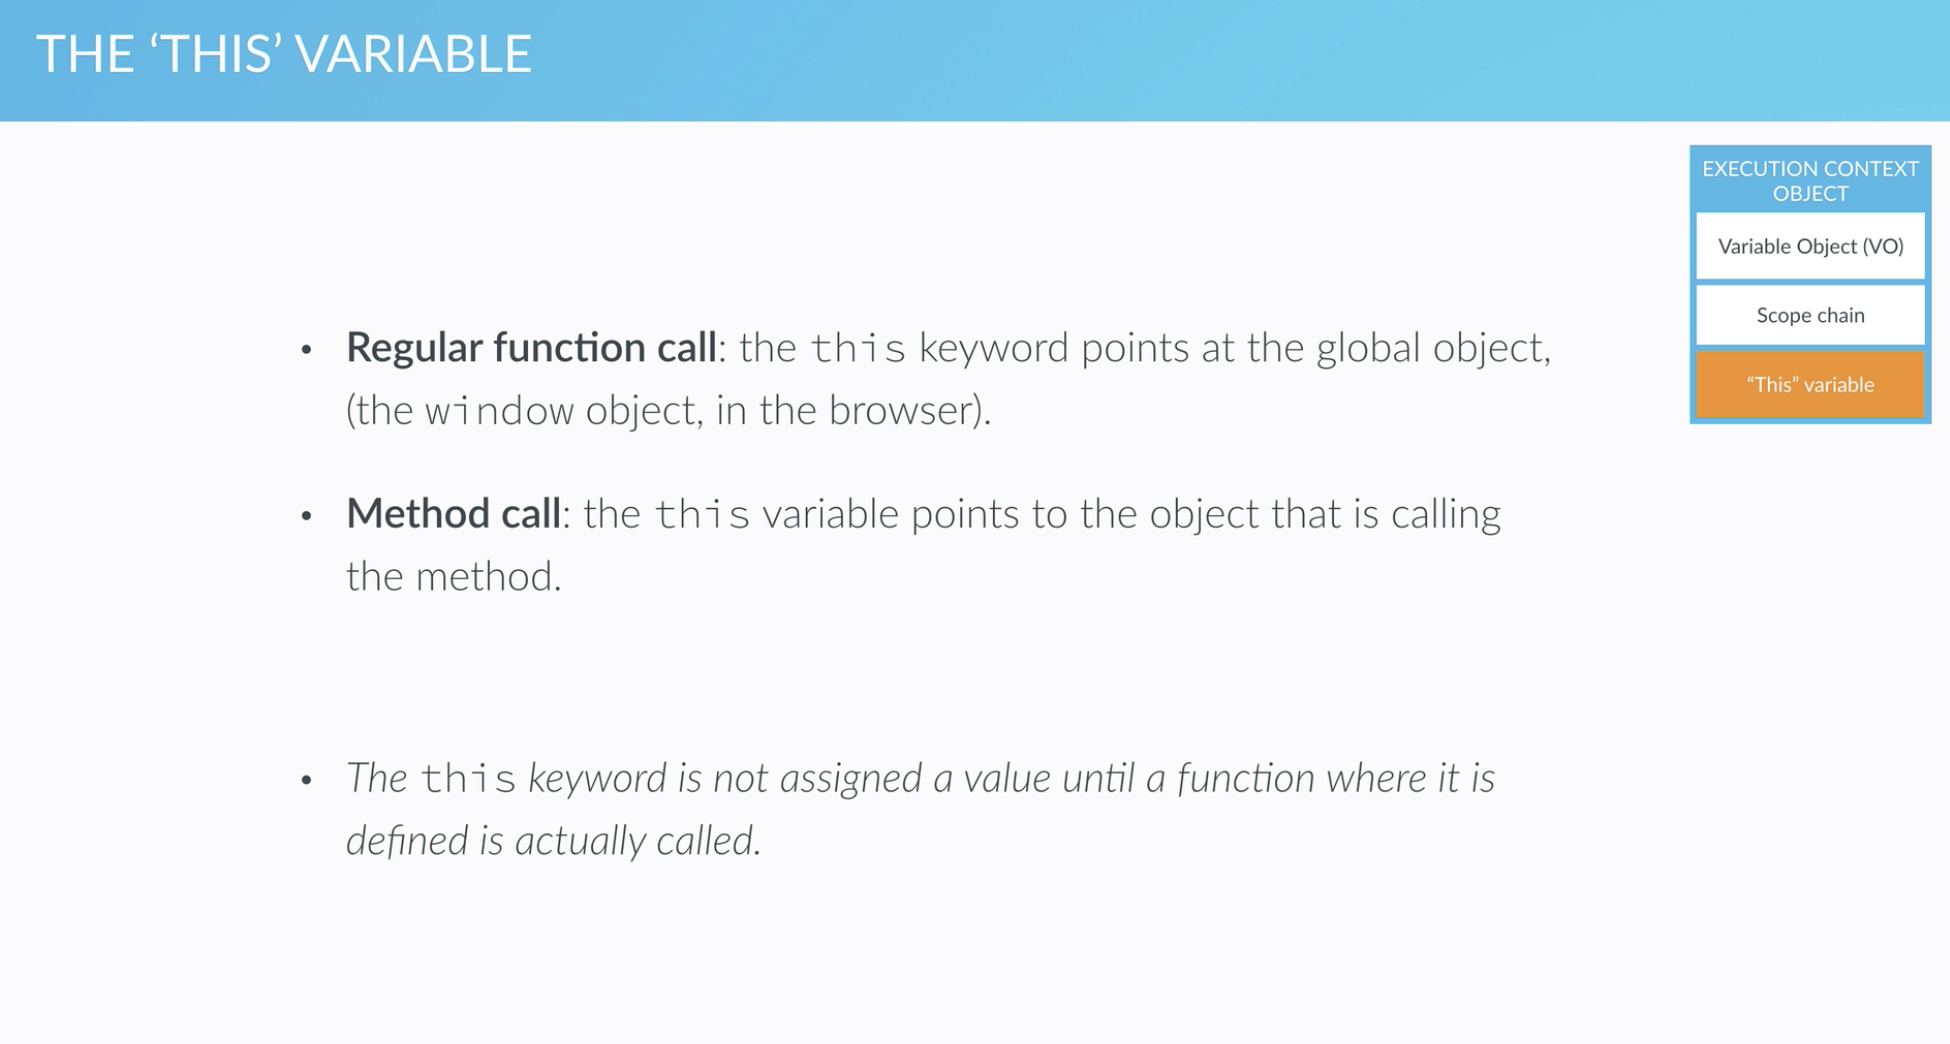 THE ‘THIS’ VARIABLE
EXECUTION CONTEXT
OBJECT
Variable Object (VO)
Scope chain
“This” variable
• Regular function call: the this keyword points at the global object,
(the window object, in the browser).
• Method call: the this variable points to the object that is calling
the method.
• The this keyword is not assigned a value until a function where it is
defined is actually called.